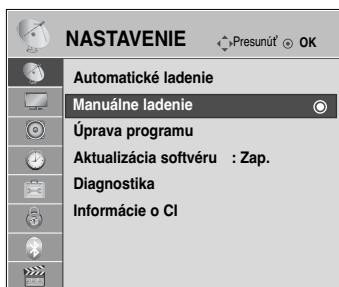 NASTAVENIE Presunúť OK
Automatické ladenie
Manuálne ladenie
Úprava programu
Aktualizácia softvéru : Zap.
Diagnostika
Informácie o CI